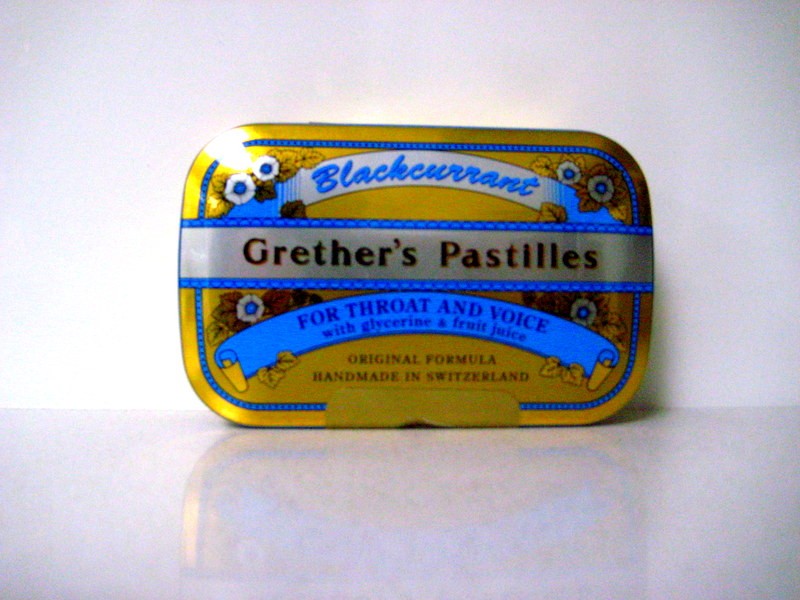 Blackcurrant
Grether's Pastilles
FOR THROAT AND VOICE
with glycerine & fruit juice
ORIGINAL FORMULA
HANDMADE IN SWITZERLAND